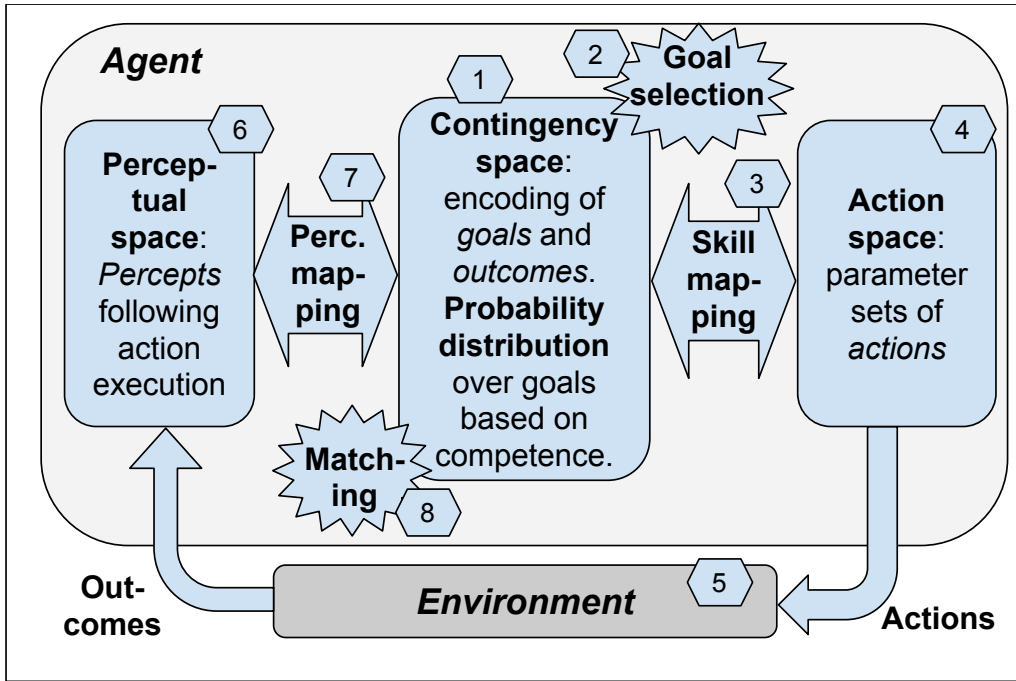 Agent
2
Goal
selection
1
6
4
Contingency
space:
encoding of
goals and
outcomes.
Probability
distribution
over goals
based on
competence.
Percep-
tual
space:
Percepts
following
action
execution
7
Perc.
map-
ping
3
Skill
map-
ping
Action
space:
parameter
sets of
actions
Match-
ing
8
Out-
comes
Environment
5
Actions